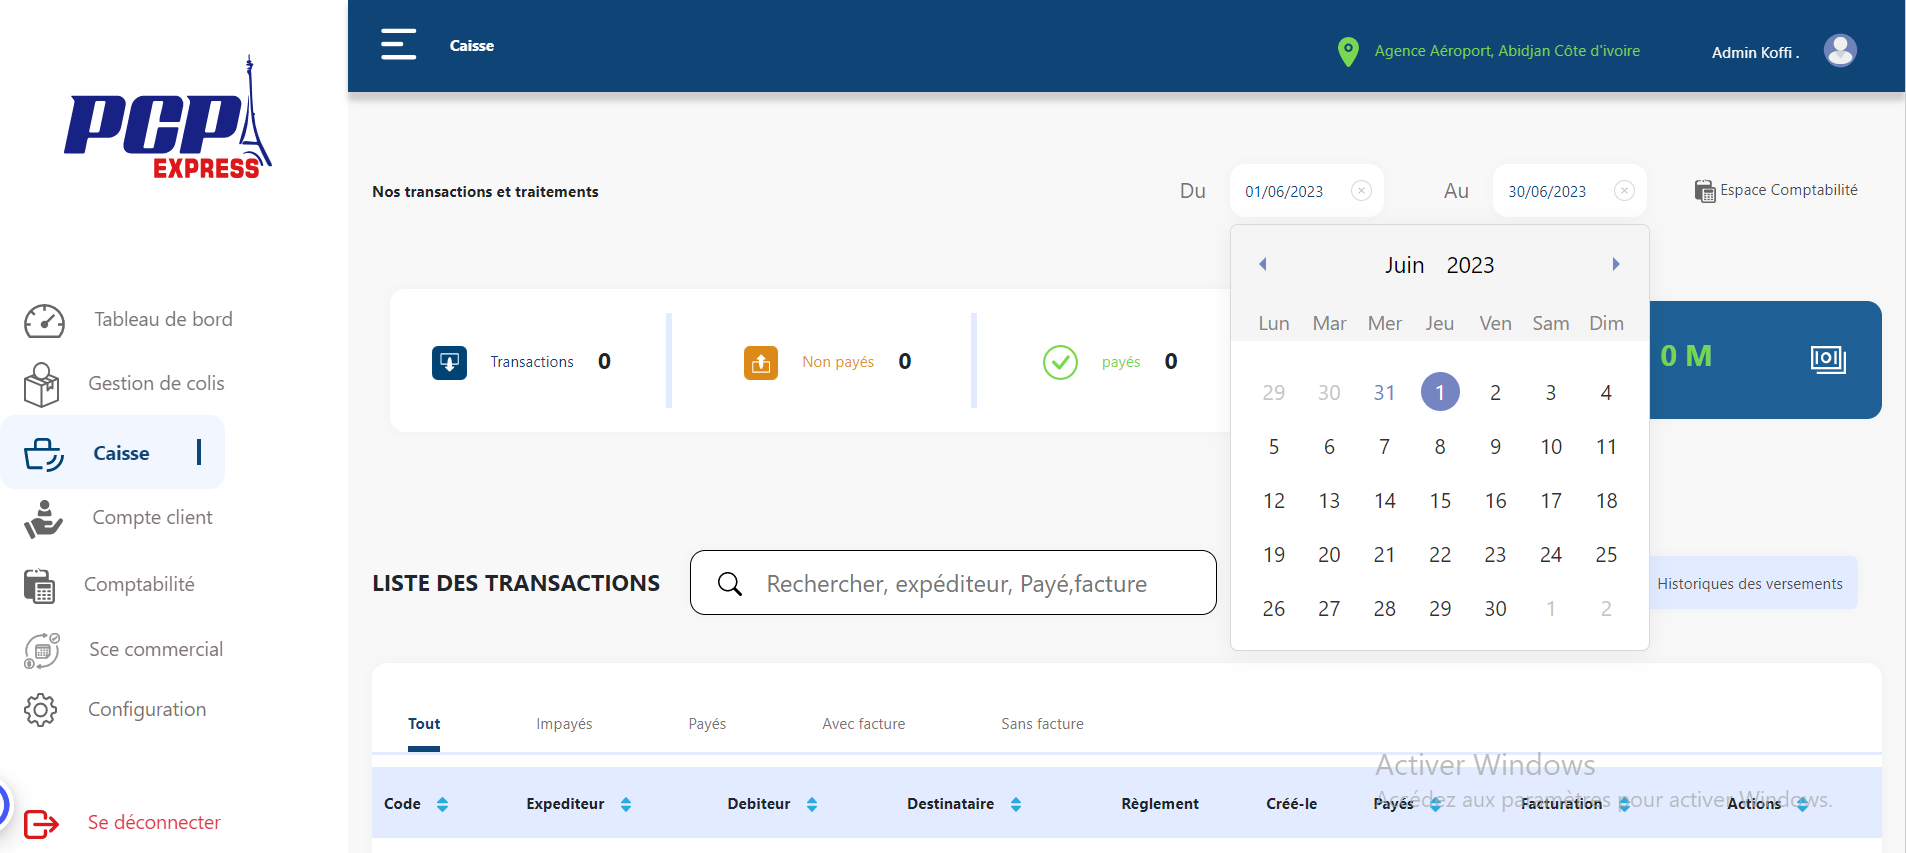 PCP
EXPRESS
Tableau de bord
Gestion de colis
Caisse
Compte client
Comptabilité
Sce commercial
Configuration
Se déconnecter
Caisse
Agence Aéroport, Abidjan Côte d'ivoire
Admin Koffi .
Nos transactions et traitements
Du 01/06/2023 Au 30/06/2023 Espace Comptabilité
Juin 2023
Lun Mar Mer Jeu Ven Sam Dim
29 30 31 1 2 3 4
5 6 7 8 9 10 11
12 13 14 15 16 17 18
19 20 21 22 23 24 25
26 27 28 29 30 1 2
Transactions 0 Non payés 0 payés 0
0 M
LISTE DES TRANSACTIONS
Rechercher, expéditeur, Payé,facture
Historiques des versements
Tout Impayés Payés Avec facture Sans facture
Code Expediteur Debiteur Destinataire Règlement Créé-le Payés Facturation Actions
Activer Windows
Accédez aux paramètres pour activer Windows.